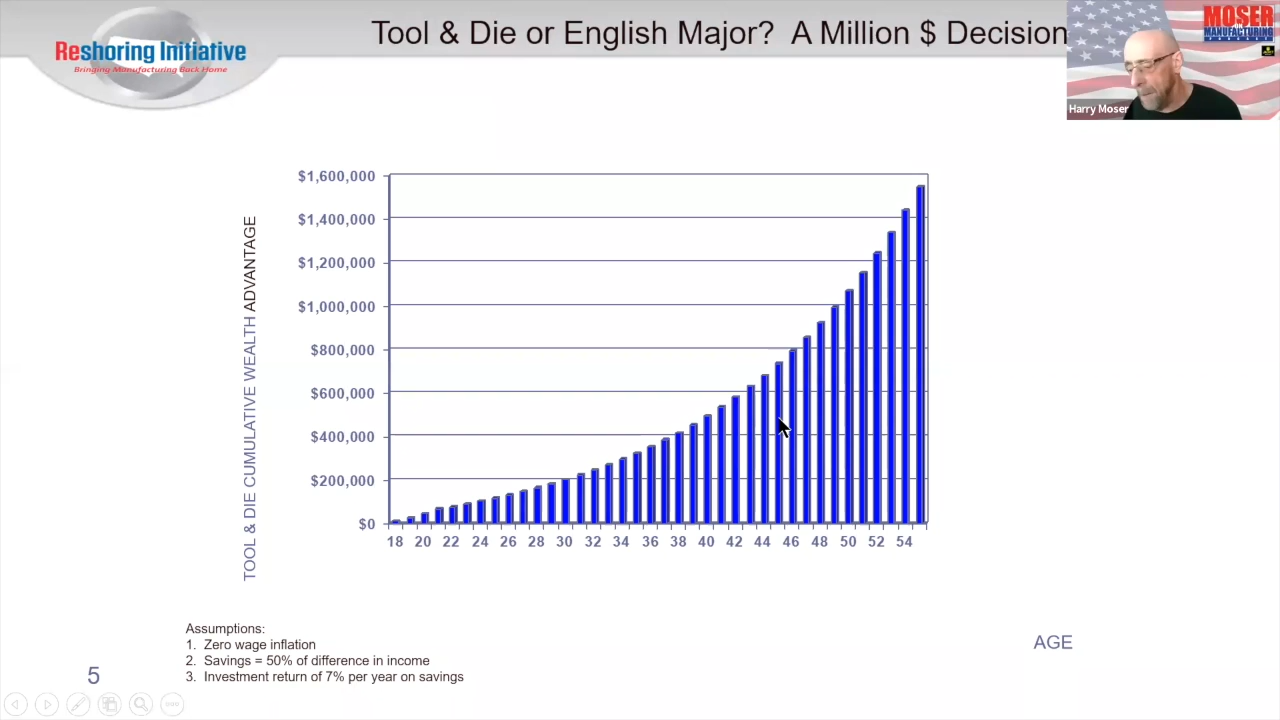 Tool & Die or English Major? A Million $ Decision
Reshoring Initiative
Bringing Manufacturing Back Home
MOSER
MANUFACTURING
Harry Moser
TOOL & DIE CUMULATIVE WEALTH ADVANTAGE
$1,600,000
$1,400,000
$1,200,000
$1,000,000
$800,000
$600,000
$400,000
$200,000
$0
18 20 22 24 26 28 30 32 34 36 38 40 42 44 46 48 50 52 54
AGE
Assumptions:
1. Zero wage inflation
2. Savings = 50% of difference in income
3. Investment return of 7% per year on savings
5